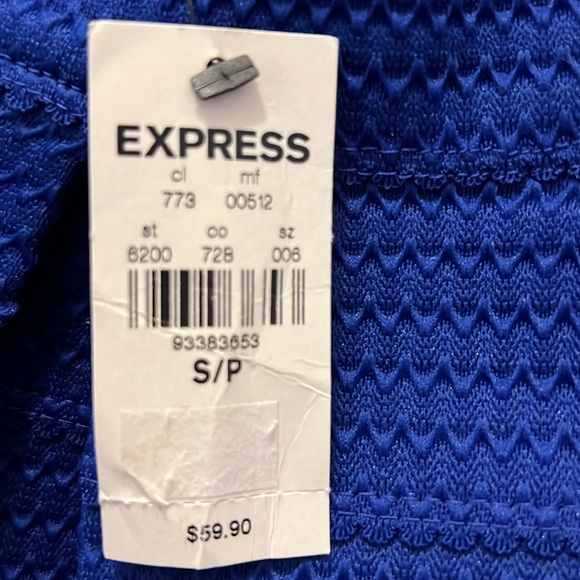 EXPRESS
cl mf
773 00512
st co sz
6200 728 006
93383653
S/P
$59.90